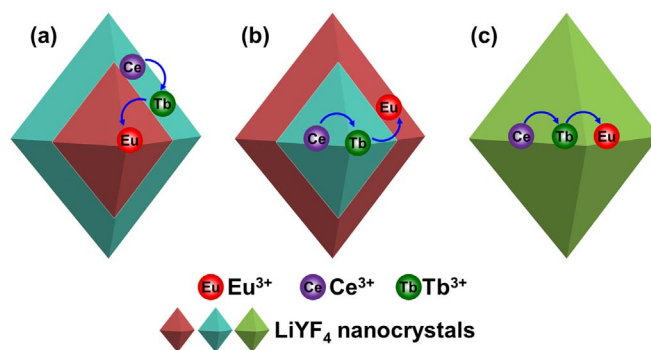 (a) (b) (c)
Ce Tb Eu
Eu Ce Tb
Ce Tb Eu
Eu Eu³⁺ Ce Ce³⁺ Tb Tb³⁺
LiYF₄ nanocrystals